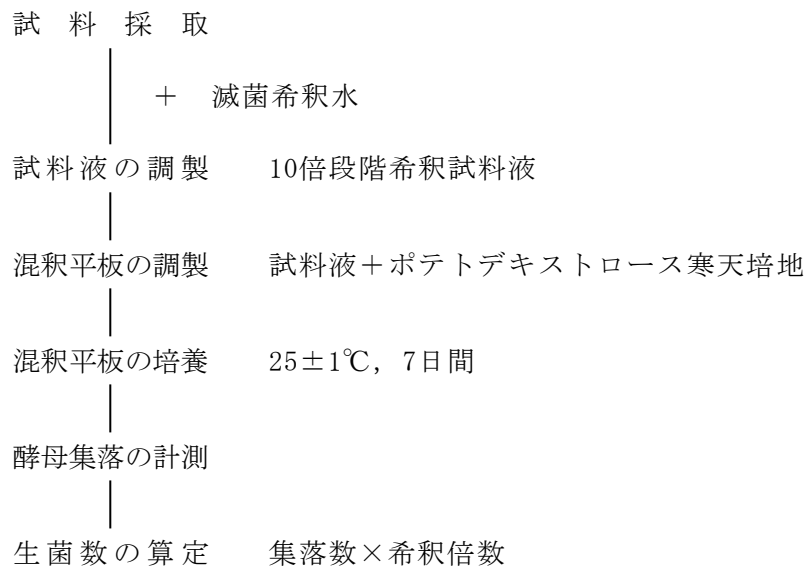 試料採取
＋ 滅菌希釈水
試料液の調製 10倍段階希釈試料液
混釈平板の調製 試料液＋ポテトデキストロース寒天培地
混釈平板の培養 25±1℃, 7日間
酵母集落の計測
生菌数の算定 集落数×希釈倍数